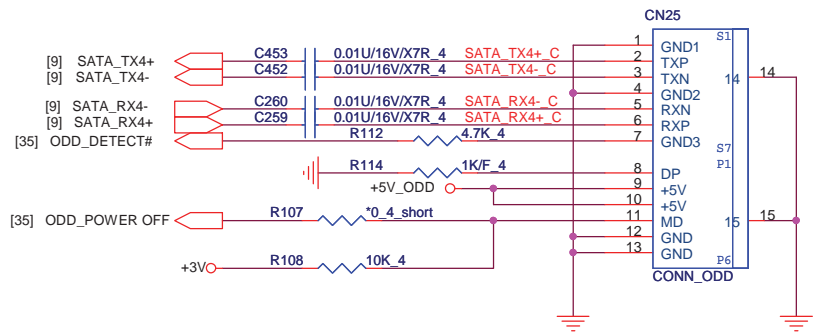 CN25
[9] SATA_TX4+ C453 0.01U/16V/X7R_4 SATA_TX4+_C 1 GND1 S1
[9] SATA_TX4- C452 0.01U/16V/X7R_4 SATA_TX4-_C 2 TXP
3 TXN 14 14
4 GND2
[9] SATA_RX4- C260 0.01U/16V/X7R_4 SATA_RX4-_C 5 RXN
[9] SATA_RX4+ C259 0.01U/16V/X7R_4 SATA_RX4+_C 6 RXP
[35] ODD_DETECT# R112 4.7K_4 7 GND3 S7
R114 1K/F_4 8 DP P1
+5V_ODD 9 +5V
10 +5V
[35] ODD_POWER OFF R107 *0_4_short 11 MD 15 15
12 GND
+3V R108 10K_4 13 GND P6
CONN_ODD